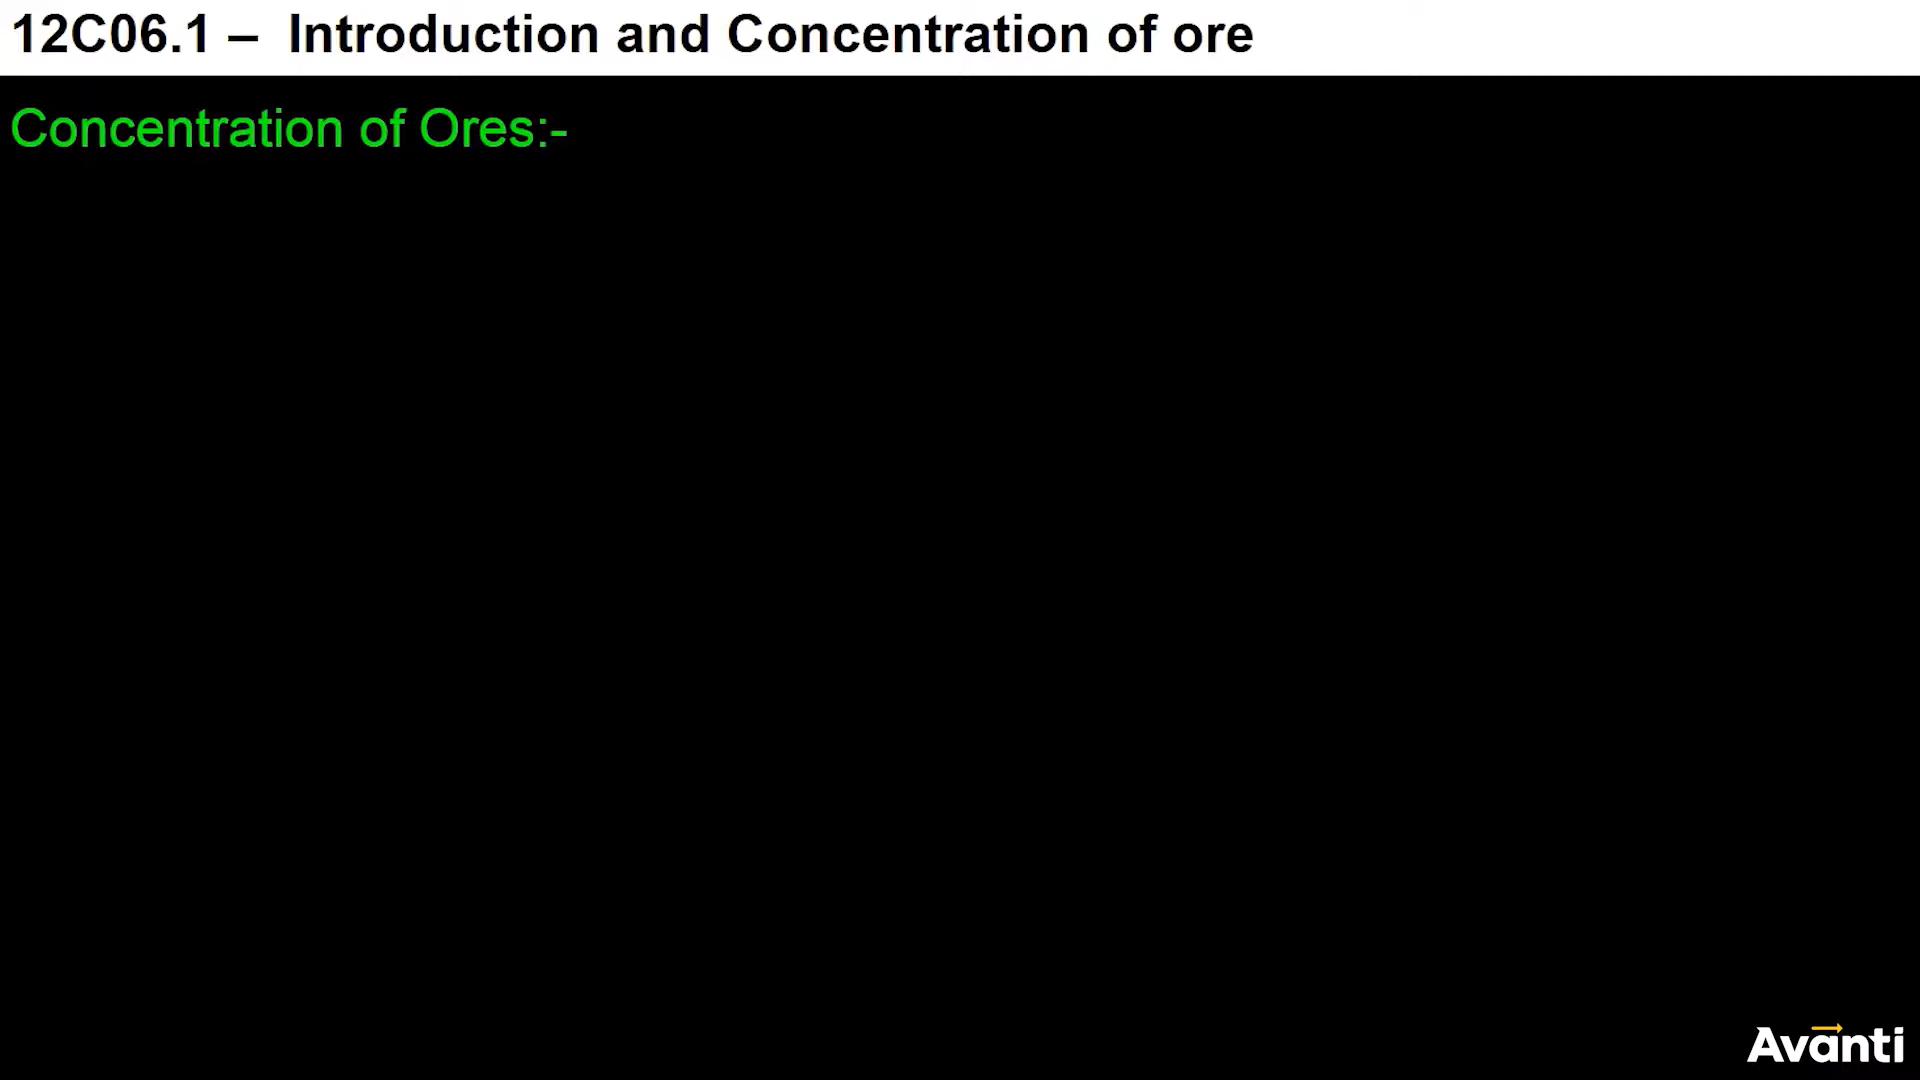 12C06.1 – Introduction and Concentration of ore
Concentration of Ores:-
Avanti